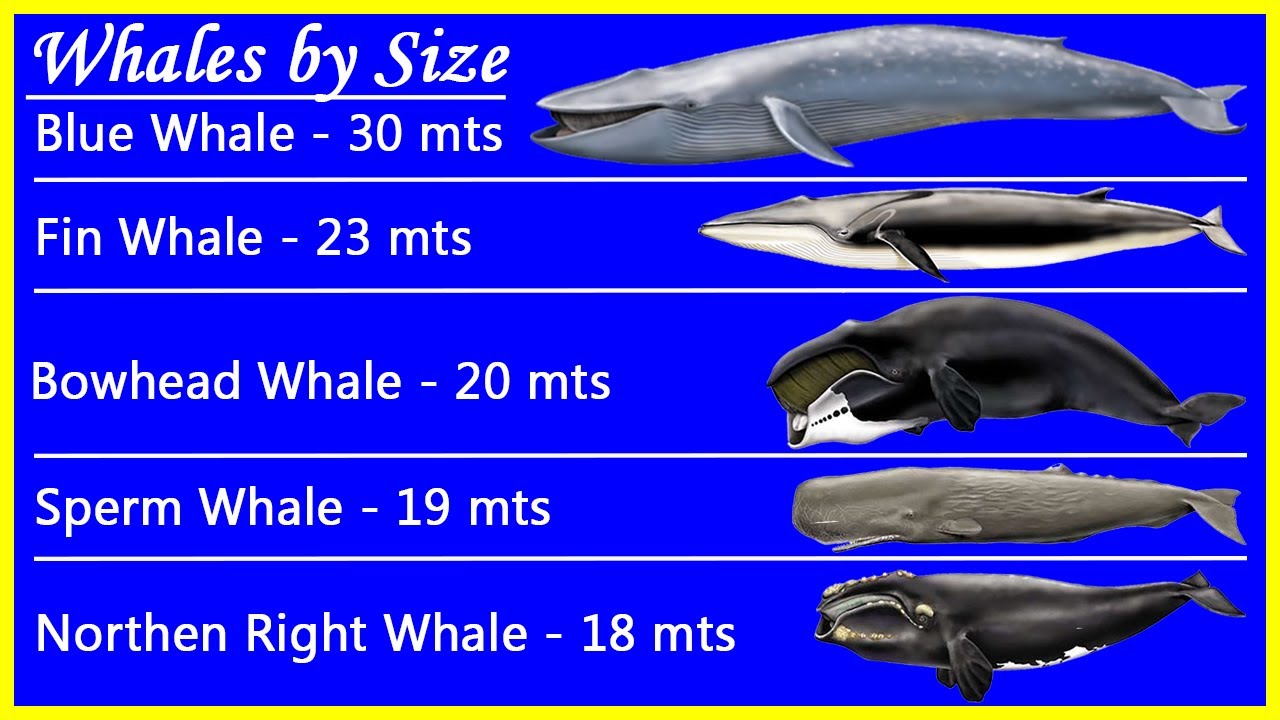 Whales by Size
Blue Whale - 30 mts
Fin Whale - 23 mts
Bowhead Whale - 20 mts
Sperm Whale - 19 mts
Northen Right Whale - 18 mts